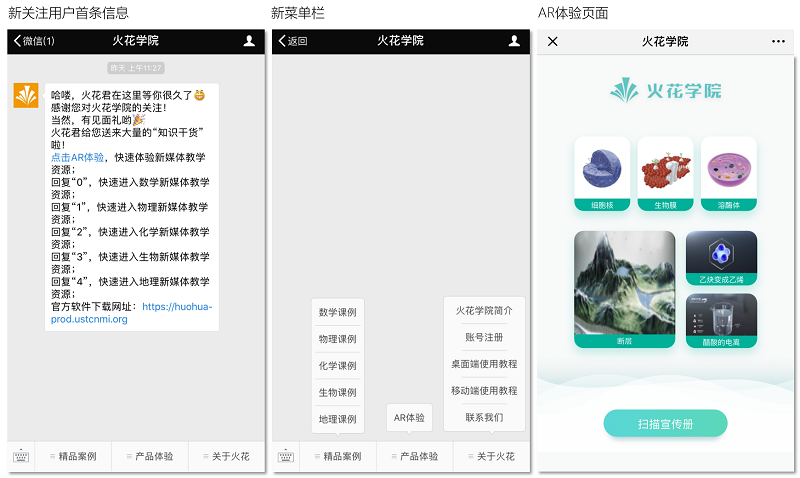 新关注用户首条信息
新菜单栏
AR体验页面
微信(1)
火花学院
昨天 上午11:27
哈喽，火花君在这里等你很久了
感谢您对火花学院的关注！
当然，有见面礼哟
火花君给您送来大量的“知识干货”
啦！
点击AR体验，快速体验新媒体教学
资源；
回复“0”，快速进入数学新媒体教学
资源；
回复“1”，快速进入物理新媒体教学
资源；
回复“2”，快速进入化学新媒体教学
资源；
回复“3”，快速进入生物新媒体教学
资源；
回复“4”，快速进入地理新媒体教学
资源；
官方软件下载网址：https://huohua-
prod.ustcnmi.org
精品案例
产品体验
关于火花
返回
火花学院
数学课例
物理课例
化学课例
生物课例
地理课例
AR体验
火花学院简介
账号注册
桌面端使用教程
移动端使用教程
联系我们
精品案例
产品体验
关于火花
火花学院
火花学院
细胞核
生物膜
溶酶体
断层
乙炔变成乙烯
醋酸的电离
扫描宣传册